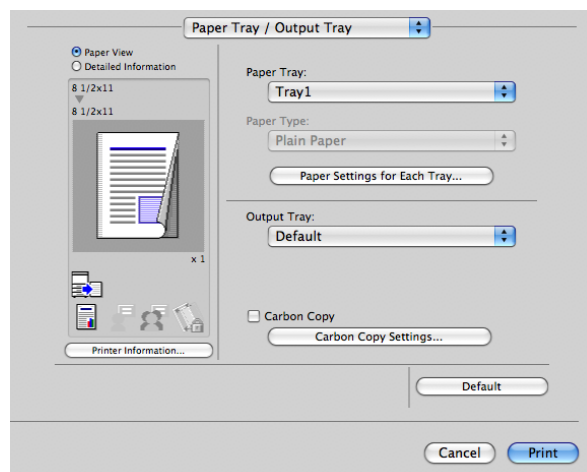 Paper Tray / Output Tray
Paper View
Detailed Information
8 1/2x11
8 1/2x11
x 1
Printer Information...
Paper Tray:
Tray1
Paper Type:
Plain Paper
Paper Settings for Each Tray...
Output Tray:
Default
Carbon Copy
Carbon Copy Settings...
Default
Cancel
Print